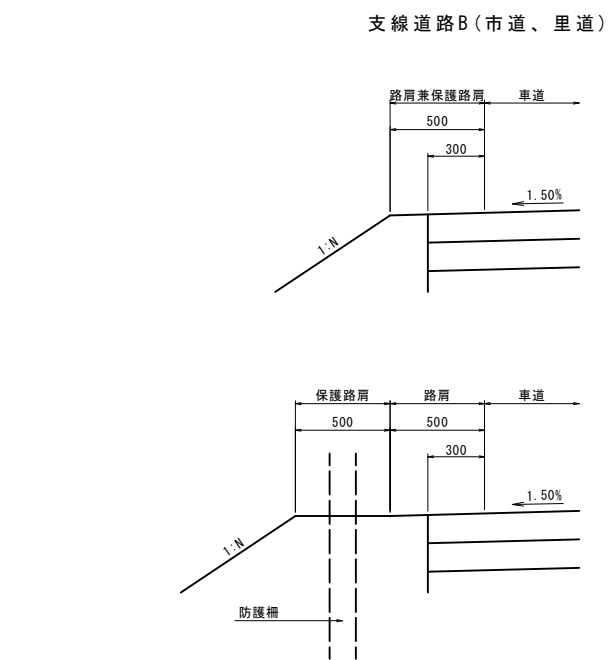 支線道路B(市道、里道)
路肩兼保護路肩 車道
500
300
1.50%
1:N
保護路肩 路肩 車道
500 500
300
1.50%
1:N
防護柵